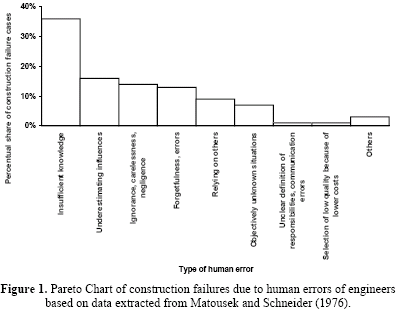 Percentual share of construction failure cases
40%
30%
20%
10%
0%
Insufficient knowledge
Underestimating influences
Ignorance, carelessness,
negligence
Forgetfulness, errors
Relying on others
Objectively unknown situations
Unclear definition of
responsibilities, communication
errors
Selection of low quality because of
lower costs
Others
Type of human error
Figure 1. Pareto Chart of construction failures due to human errors of engineers
based on data extracted from Matousek and Schneider (1976).